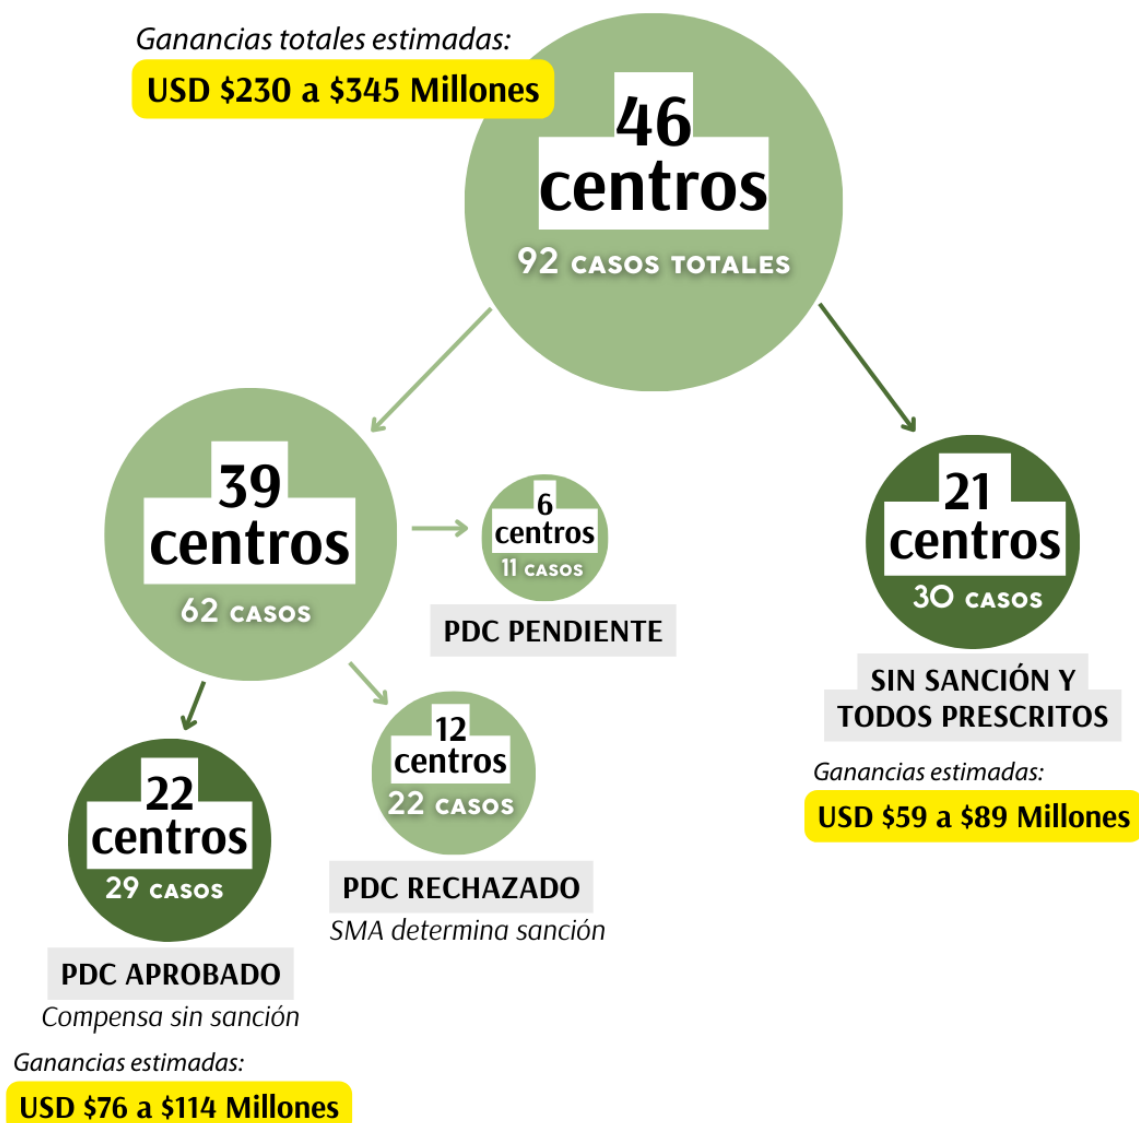 Ganancias totales estimadas:
USD $230 a $345 Millones
46
centros
92 CASOS TOTALES
39
centros
62 CASOS
6
centros
11 CASOS
PDC PENDIENTE
21
centros
30 CASOS
SIN SANCIÓN Y
TODOS PRESCRITOS
Ganancias estimadas:
USD $59 a $89 Millones
12
centros
22 CASOS
PDC RECHAZADO
SMA determina sanción
22
centros
29 CASOS
PDC APROBADO
Compensa sin sanción
Ganancias estimadas:
USD $76 a $114 Millones